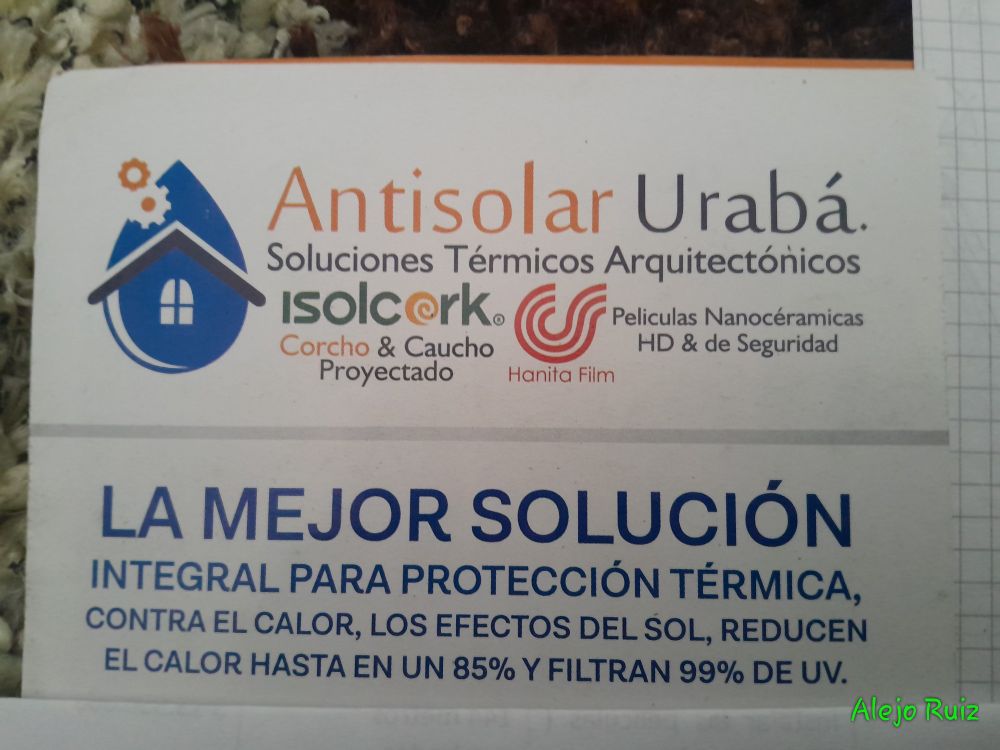 Antisolar Urabá.
Soluciones Térmicos Arquitectónicos
ISOLCORK®
Corcho & Caucho
Proyectado
Hanita Film
Peliculas Nanocéramicas
HD & de Seguridad
LA MEJOR SOLUCIÓN
INTEGRAL PARA PROTECCIÓN TÉRMICA,
CONTRA EL CALOR, LOS EFECTOS DEL SOL, REDUCEN
EL CALOR HASTA EN UN 85% Y FILTRAN 99% DE UV.
Alejo Ruiz